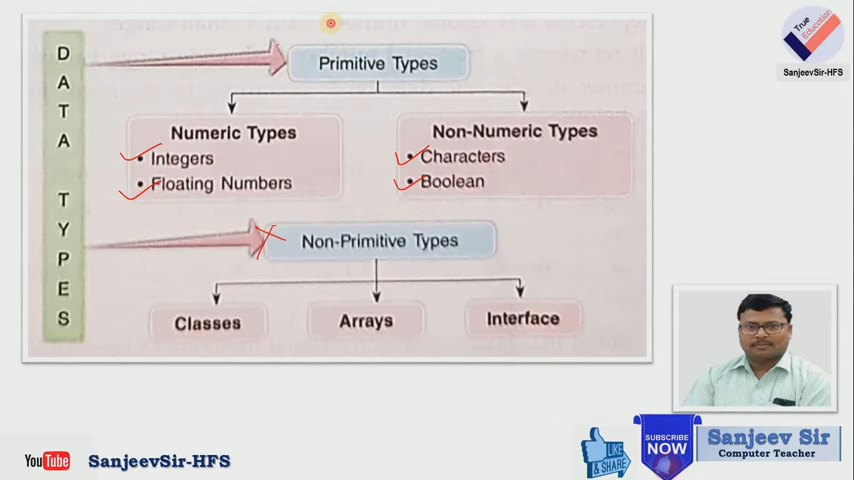 DATA TYPES
Primitive Types
Numeric Types
• Integers
• Floating Numbers
Non-Numeric Types
• Characters
• Boolean
Non-Primitive Types
Classes
Arrays
Interface
True
Education
SanjeevSir-HFS
LIKE
& SHARE
SUBSCRIBE
NOW
Sanjeev Sir
Computer Teacher
YouTube
SanjeevSir-HFS